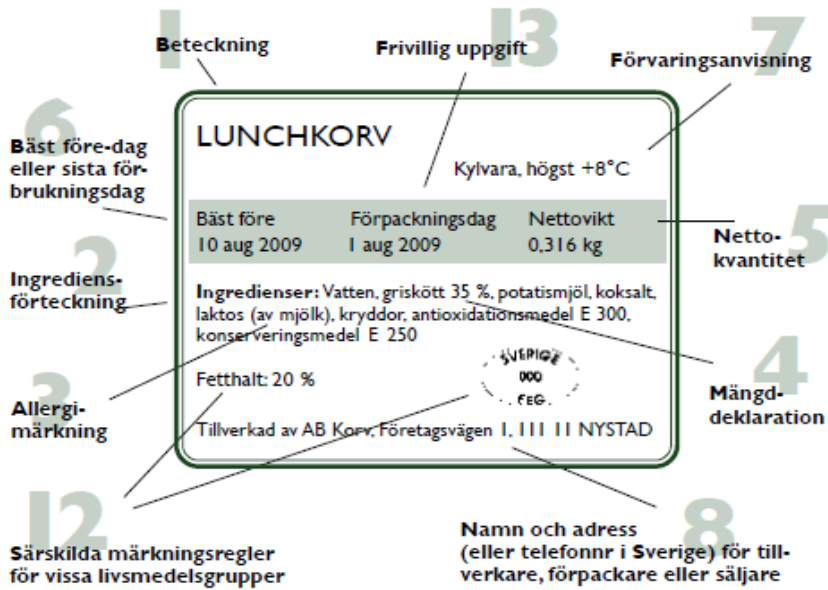 1
Beteckning
13
Frivillig uppgift
7
Förvaringsanvisning
6
Bäst före-dag
eller sista för-
brukningsdag
LUNCHKORV
Kylvara, högst +8°C
Bäst före Förpackningsdag Nettovikt
10 aug 2009 1 aug 2009 0,316 kg
5
Netto-
kvantitet
2
Ingrediens-
förteckning
Ingredienser: Vatten, griskött 35 %, potatismjöl, koksalt,
laktos (av mjölk), kryddor, antioxidationsmedel E 300,
konserveringsmedel E 250
3
Allergi-
märkning
Fetthalt: 20 %
SVERIGE
000
EEG
4
Mängd-
deklaration
Tillverkad av AB Korv, Företagsvägen 1, 111 11 NYSTAD
12
Särskilda märkningsregler
för vissa livsmedelsgrupper
8
Namn och adress
(eller telefonnr i Sverige) för till-
verkare, förpackare eller säljare